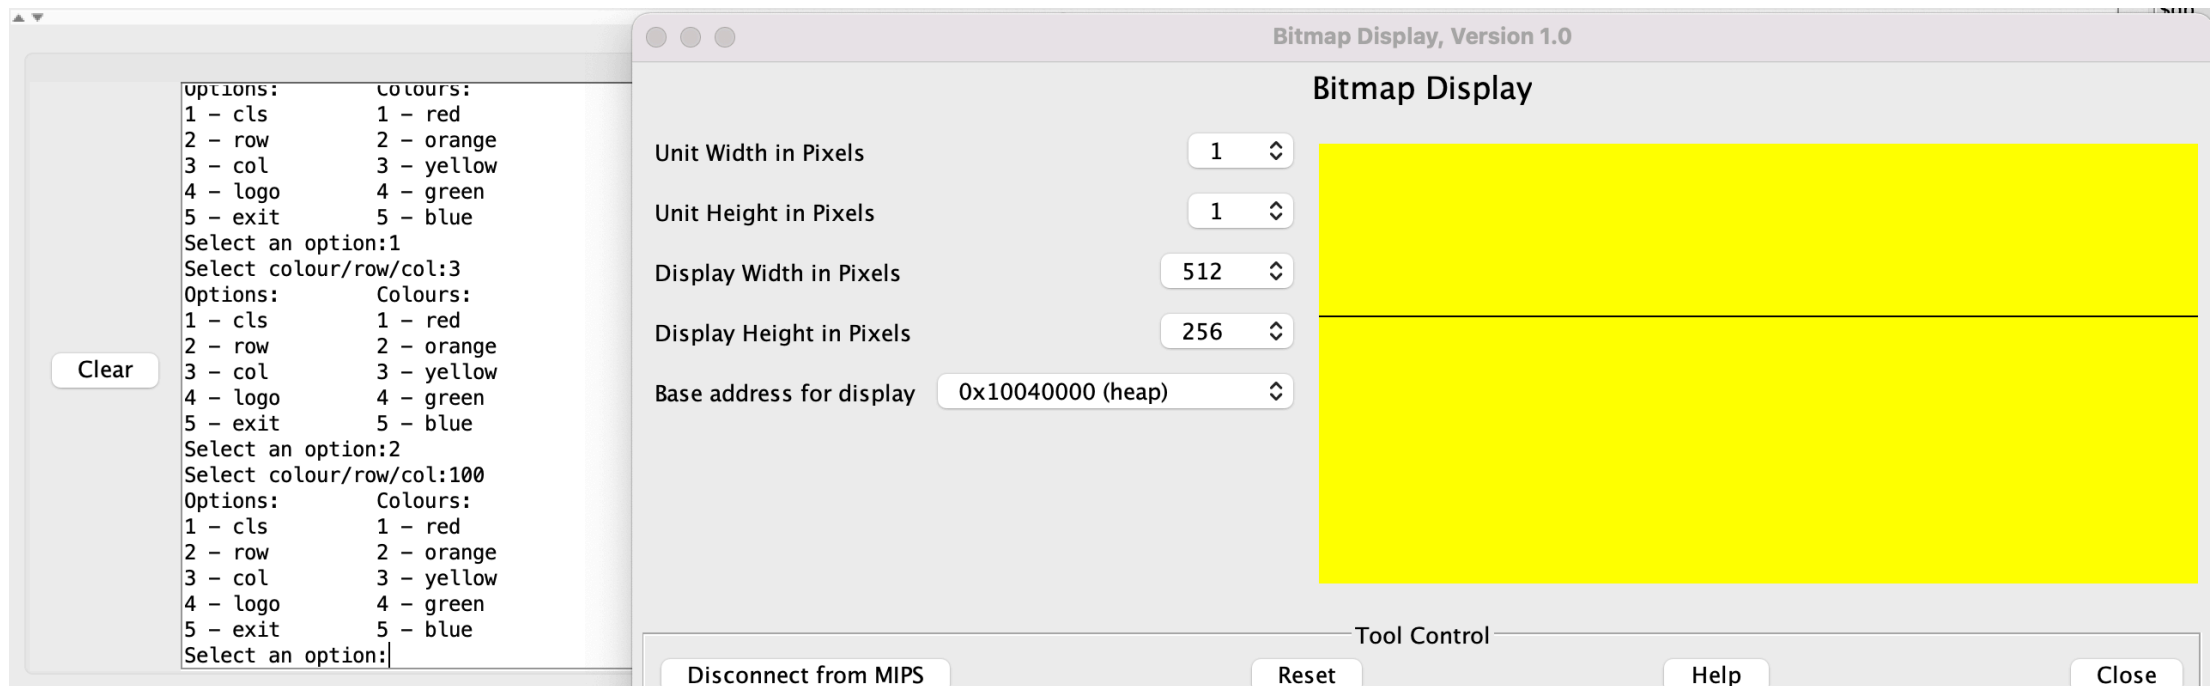 Options:        Colours:
1 – cls         1 – red
2 – row         2 – orange
3 – col         3 – yellow
4 – logo        4 – green
5 – exit        5 – blue
Select an option:1
Select colour/row/col:3
Options:        Colours:
1 – cls         1 – red
2 – row         2 – orange
3 – col         3 – yellow
4 – logo        4 – green
5 – exit        5 – blue
Select an option:2
Select colour/row/col:100
Options:        Colours:
1 – cls         1 – red
2 – row         2 – orange
3 – col         3 – yellow
4 – logo        4 – green
5 – exit        5 – blue
Select an option:
Clear
Bitmap Display, Version 1.0
Bitmap Display
Unit Width in Pixels 1
Unit Height in Pixels 1
Display Width in Pixels 512
Display Height in Pixels 256
Base address for display 0x10040000 (heap)
Tool Control
Disconnect from MIPS Reset Help Close